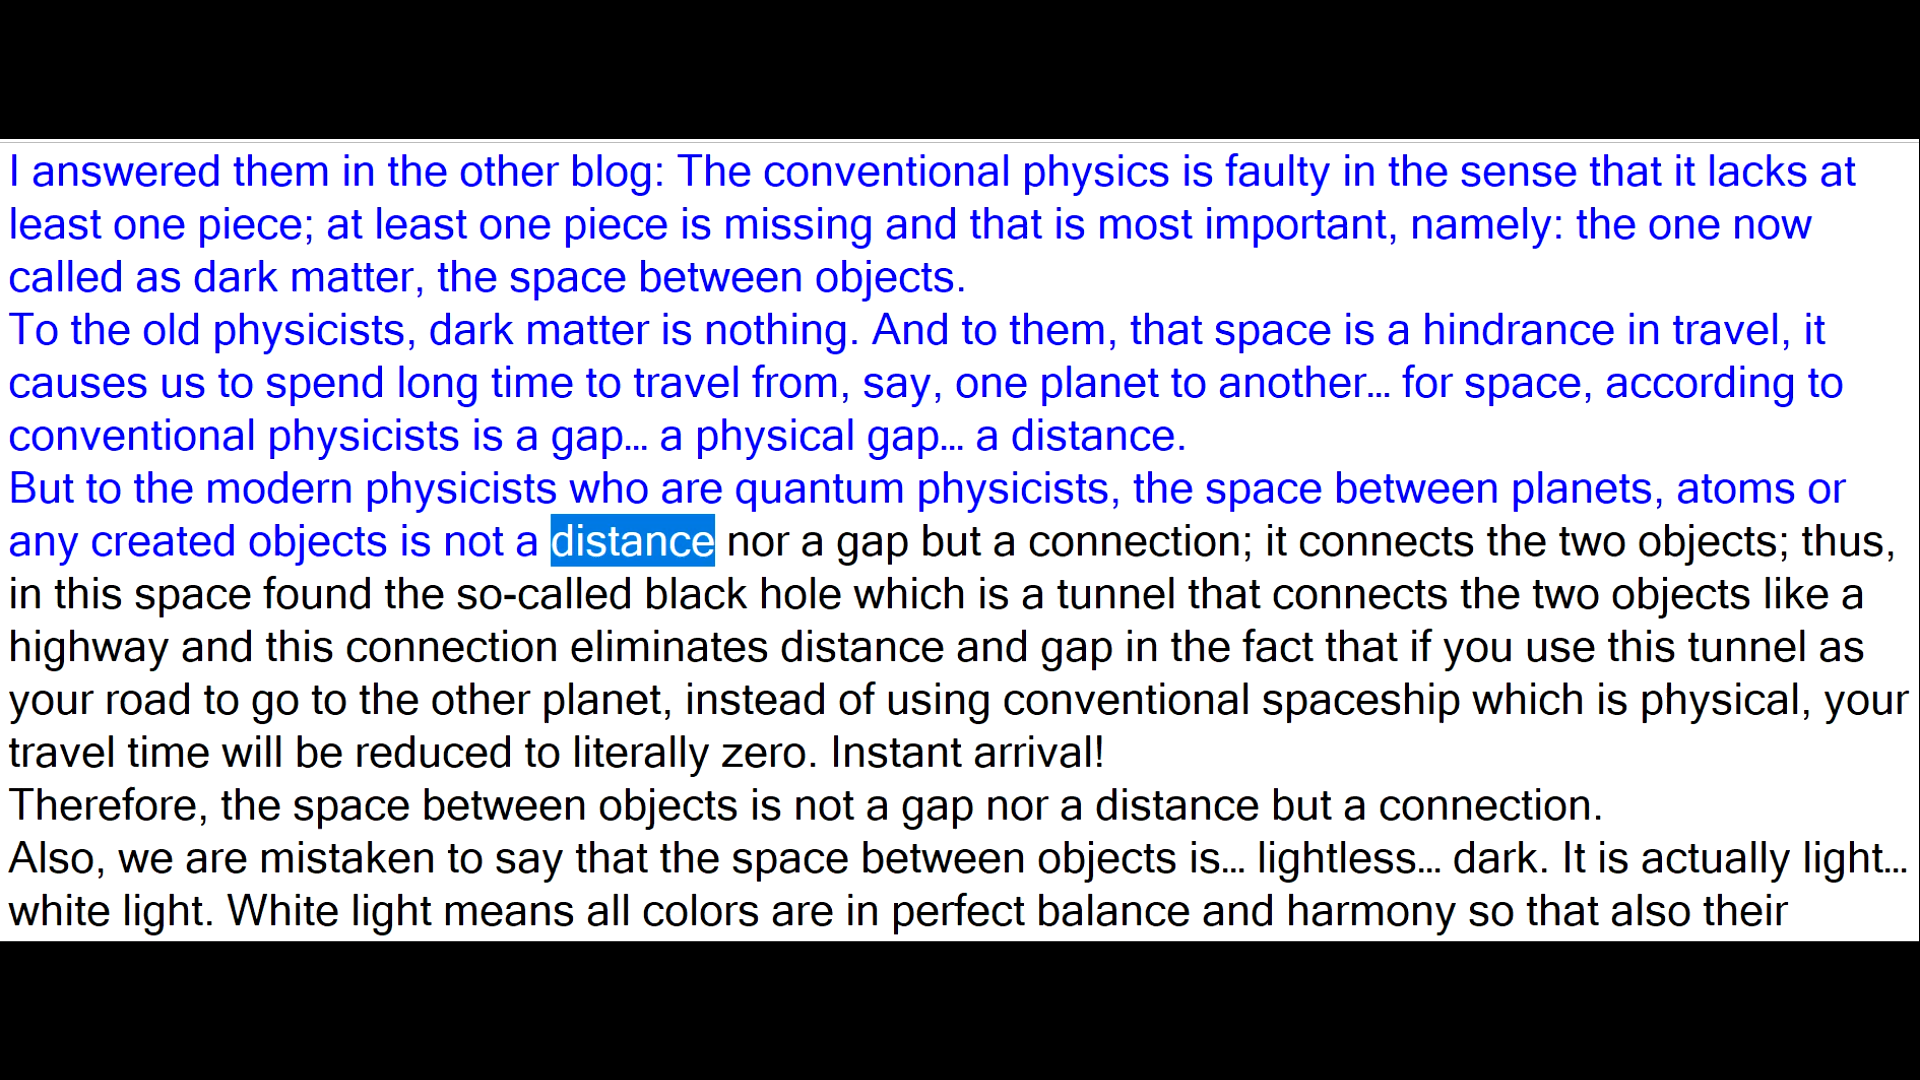 I answered them in the other blog: The conventional physics is faulty in the sense that it lacks at
least one piece; at least one piece is missing and that is most important, namely: the one now
called as dark matter, the space between objects.
To the old physicists, dark matter is nothing. And to them, that space is a hindrance in travel, it
causes us to spend long time to travel from, say, one planet to another... for space, according to
conventional physicists is a gap... a physical gap... a distance.
But to the modern physicists who are quantum physicists, the space between planets, atoms or
any created objects is not a distance nor a gap but a connection; it connects the two objects; thus,
in this space found the so-called black hole which is a tunnel that connects the two objects like a
highway and this connection eliminates distance and gap in the fact that if you use this tunnel as
your road to go to the other planet, instead of using conventional spaceship which is physical, your
travel time will be reduced to literally zero. Instant arrival!
Therefore, the space between objects is not a gap nor a distance but a connection.
Also, we are mistaken to say that the space between objects is... lightless... dark. It is actually light...
white light. White light means all colors are in perfect balance and harmony so that also their